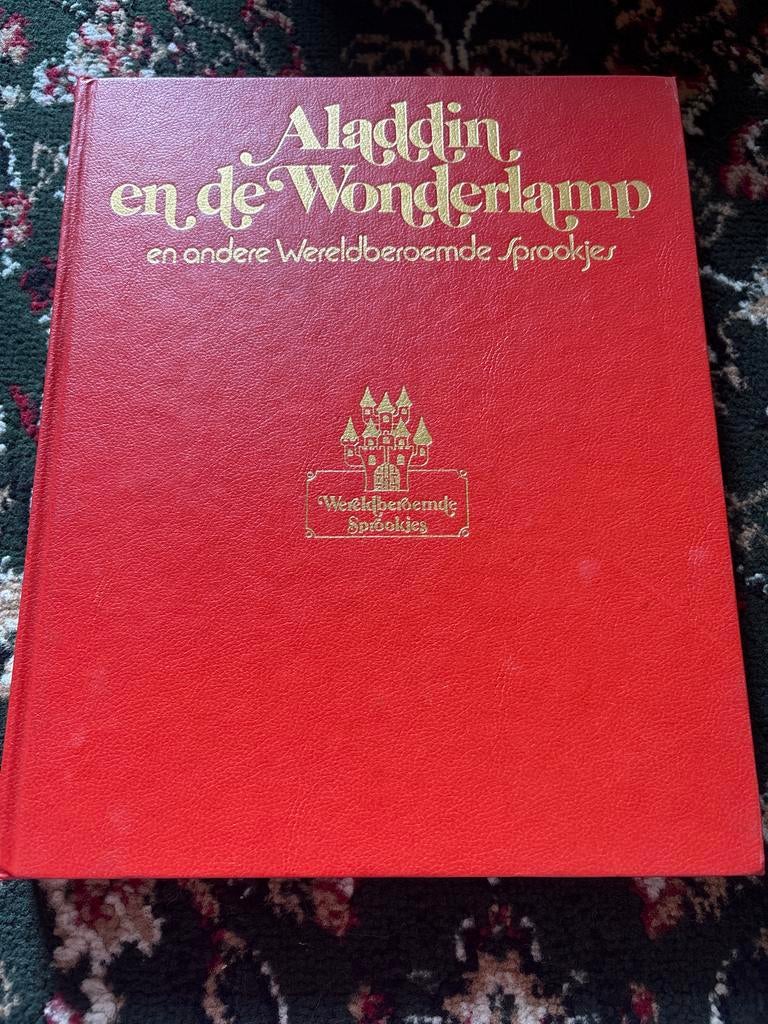 Aladdin
en de Wonderlamp
en andere Wereldberoemde Sprookjes
Wereldberoemde
Sprookjes